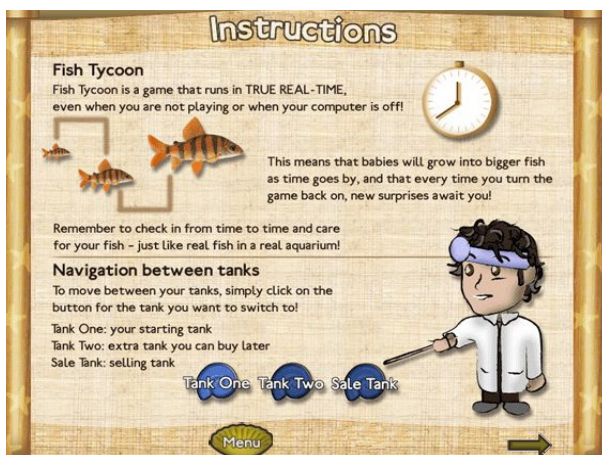 Instructions
Fish Tycoon
Fish Tycoon is a game that runs in TRUE REAL-TIME,
even when you are not playing or when your computer is off!
This means that babies will grow into bigger fish
as time goes by, and that every time you turn the
game back on, new surprises await you!
Remember to check in from time to time and care
for your fish - just like real fish in a real aquarium!
Navigation between tanks
To move between your tanks, simply click on the
button for the tank you want to switch to!
Tank One: your starting tank
Tank Two: extra tank you can buy later
Sale Tank: selling tank
Tank One Tank Two Sale Tank
Menu